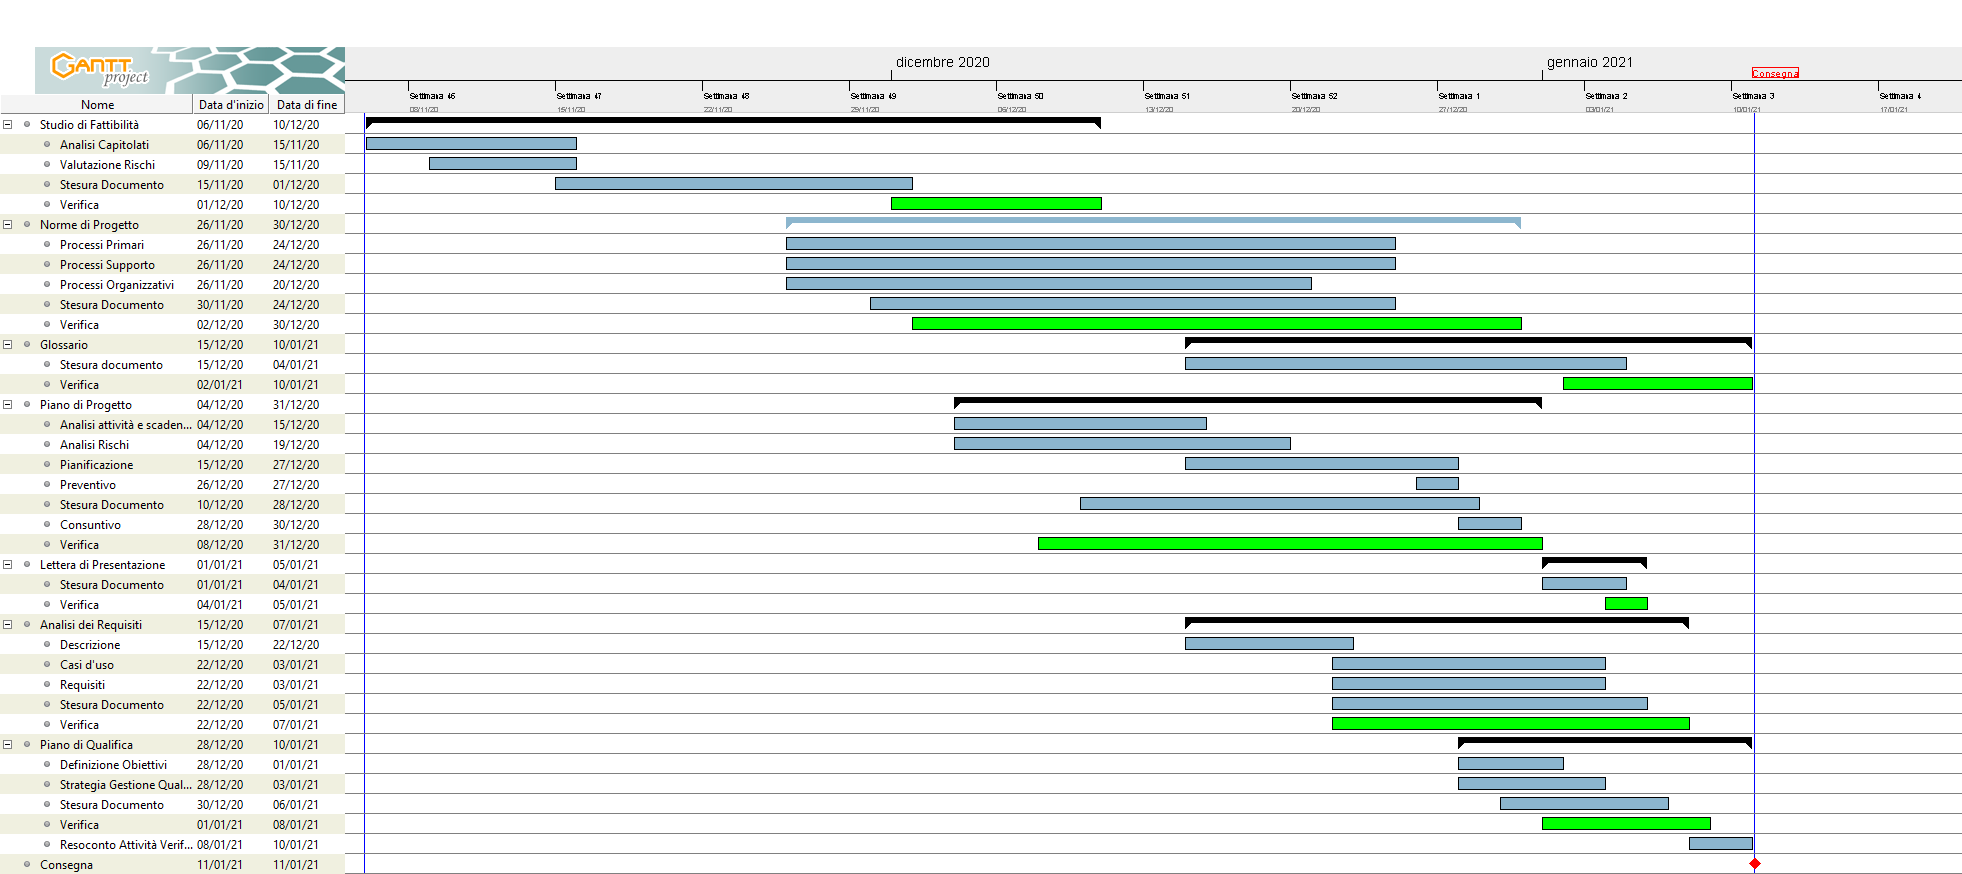 GANTT
project
dicembre 2020
gennaio 2021
Consegna
Settimana 46
Settimana 47
Settimana 48
Settimana 49
Settimana 50
Settimana 51
Settimana 52
Settimana 1
Settimana 2
Settimana 3
Settimana 4
08/11/20
15/11/20
22/11/20
29/11/20
06/12/20
13/12/20
20/12/20
27/12/20
03/01/21
10/01/21
17/01/21
Nome Data d'inizio Data di fine
Studio di Fattibilità 06/11/20 10/12/20
Analisi Capitolati 06/11/20 15/11/20
Valutazione Rischi 09/11/20 15/11/20
Stesura Documento 15/11/20 01/12/20
Verifica 01/12/20 10/12/20
Norme di Progetto 26/11/20 30/12/20
Processi Primari 26/11/20 24/12/20
Processi Supporto 26/11/20 24/12/20
Processi Organizzativi 26/11/20 20/12/20
Stesura Documento 30/11/20 24/12/20
Verifica 02/12/20 30/12/20
Glossario 15/12/20 10/01/21
Stesura documento 15/12/20 04/01/21
Verifica 02/01/21 10/01/21
Piano di Progetto 04/12/20 31/12/20
Analisi attività e scaden... 04/12/20 15/12/20
Analisi Rischi 04/12/20 19/12/20
Pianificazione 15/12/20 27/12/20
Preventivo 26/12/20 27/12/20
Stesura Documento 10/12/20 28/12/20
Consuntivo 28/12/20 30/12/20
Verifica 08/12/20 31/12/20
Lettera di Presentazione 01/01/21 05/01/21
Stesura Documento 01/01/21 04/01/21
Verifica 04/01/21 05/01/21
Analisi dei Requisiti 15/12/20 07/01/21
Descrizione 15/12/20 22/12/20
Casi d'uso 22/12/20 03/01/21
Requisiti 22/12/20 03/01/21
Stesura Documento 22/12/20 05/01/21
Verifica 22/12/20 07/01/21
Piano di Qualifica 28/12/20 10/01/21
Definizione Obiettivi 28/12/20 01/01/21
Strategia Gestione Qual... 28/12/20 03/01/21
Stesura Documento 30/12/20 06/01/21
Verifica 01/01/21 08/01/21
Resoconto Attività Verif... 08/01/21 10/01/21
Consegna 11/01/21 11/01/21